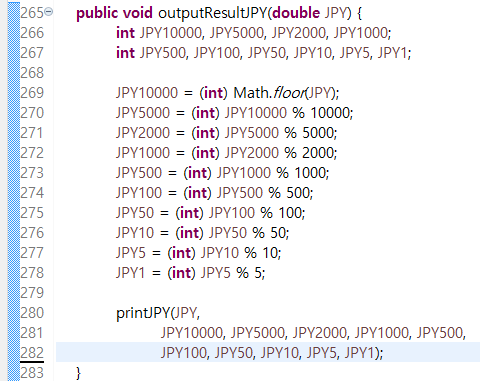 265 public void outputResultJPY(double JPY) {
266 int JPY10000, JPY5000, JPY2000, JPY1000;
267 int JPY500, JPY100, JPY50, JPY10, JPY5, JPY1;
268
269 JPY10000 = (int) Math.floor(JPY);
270 JPY5000 = (int) JPY10000 % 10000;
271 JPY2000 = (int) JPY5000 % 5000;
272 JPY1000 = (int) JPY2000 % 2000;
273 JPY500 = (int) JPY1000 % 1000;
274 JPY100 = (int) JPY500 % 500;
275 JPY50 = (int) JPY100 % 100;
276 JPY10 = (int) JPY50 % 50;
277 JPY5 = (int) JPY10 % 10;
278 JPY1 = (int) JPY5 % 5;
279
280 printJPY(JPY,
281 JPY10000, JPY5000, JPY2000, JPY1000, JPY500,
282 JPY100, JPY50, JPY10, JPY5, JPY1);
283 }